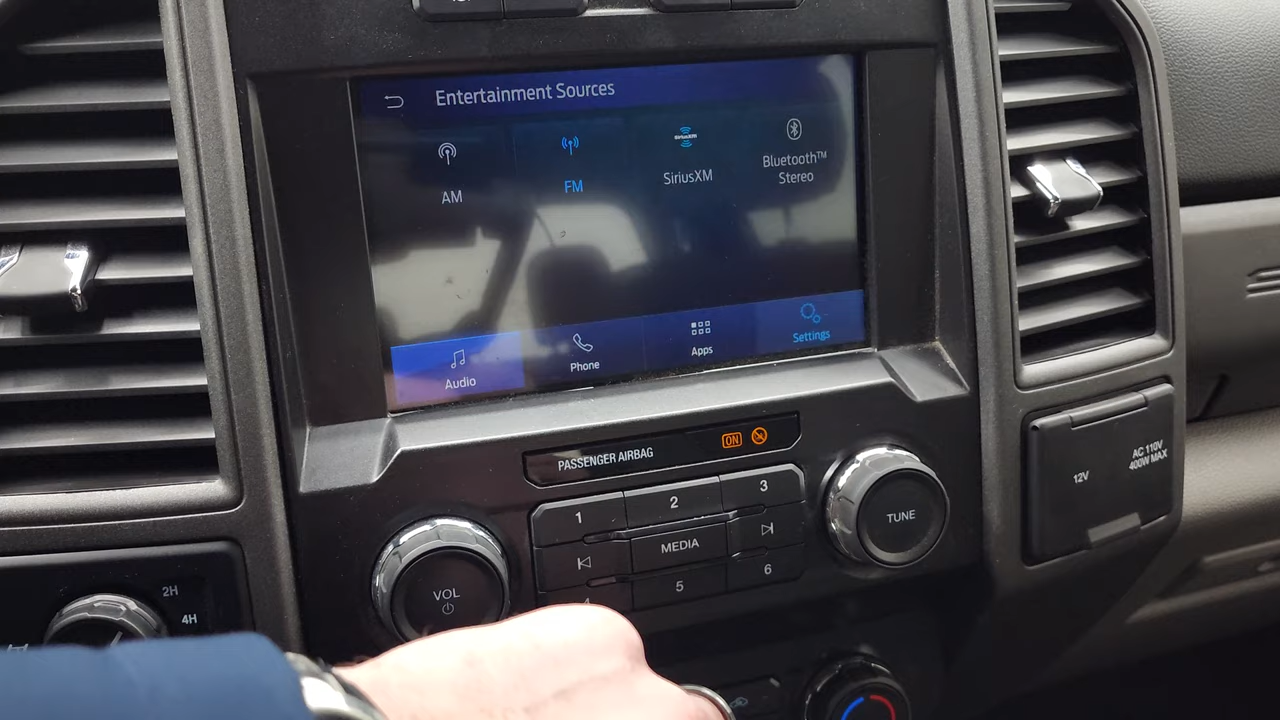 Entertainment Sources
AM
FM
SiriusXM
SiriusXM
Bluetooth™
Stereo
Audio
Phone
Apps
Settings
PASSENGER AIRBAG
ON
1
2
3
MEDIA
5
6
VOL
TUNE
12V
AC 110V
400W MAX
2H
4H